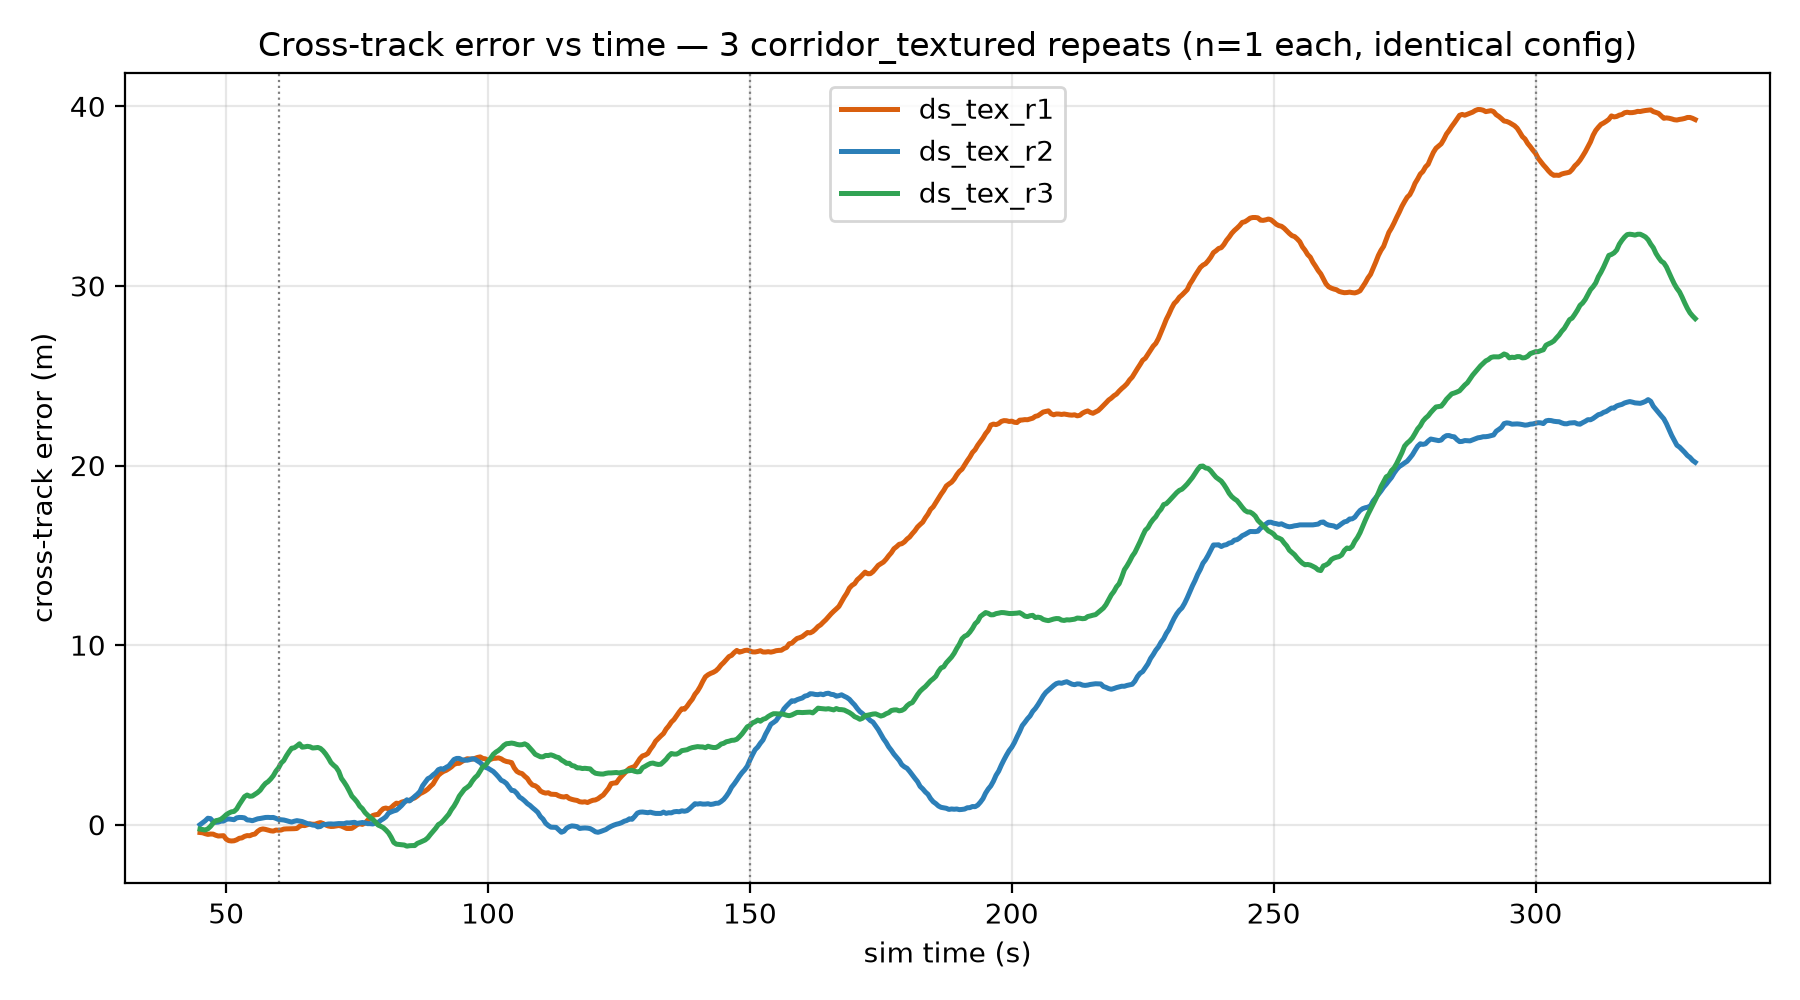 Cross-track error vs time — 3 corridor_textured repeats (n=1 each, identical config)
ds_tex_r1
ds_tex_r2
ds_tex_r3
cross-track error (m)
40
30
20
10
0
50
100
150
200
250
300
sim time (s)